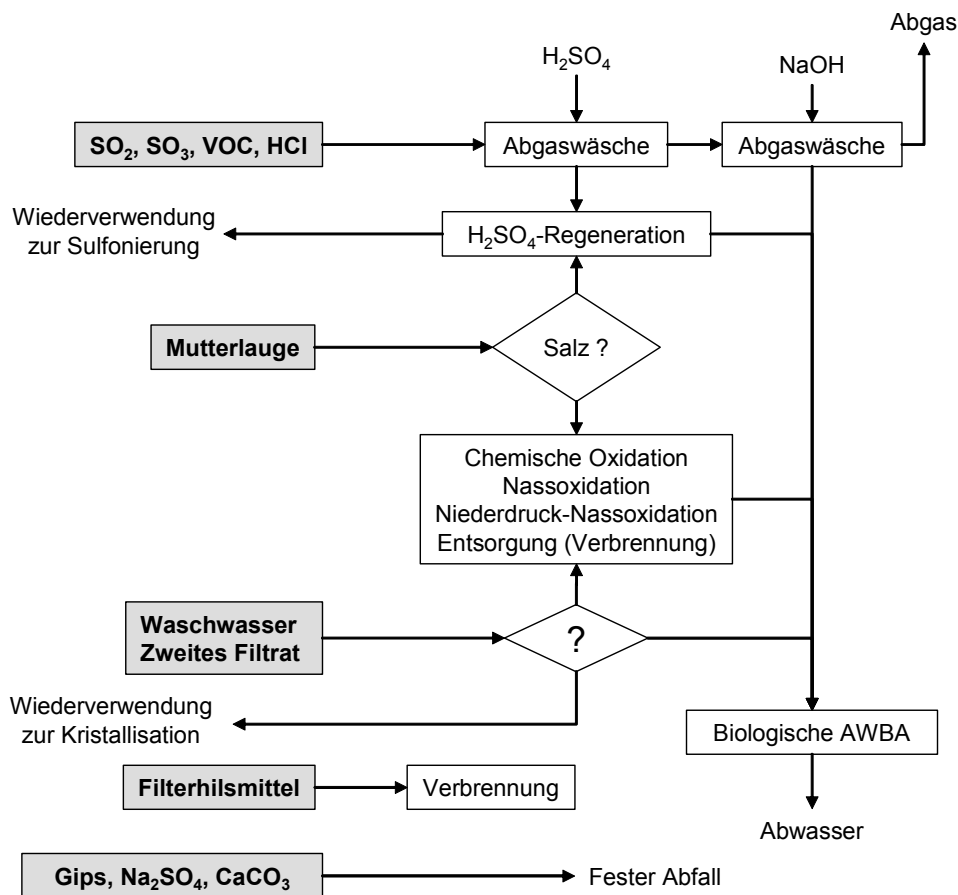 Abgas
H₂SO₄
NaOH
SO₂, SO₃, VOC, HCl
Abgaswäsche
Abgaswäsche
Wiederverwendung
zur Sulfonierung
H₂SO₄-Regeneration
Mutterlauge
Salz ?
Chemische Oxidation
Nassoxidation
Niederdruck-Nassoxidation
Entsorgung (Verbrennung)
Waschwasser
Zweites Filtrat
?
Wiederverwendung
zur Kristallisation
Biologische AWBA
Filterhilsmittel
Verbrennung
Abwasser
Gips, Na₂SO₄, CaCO₃
Fester Abfall